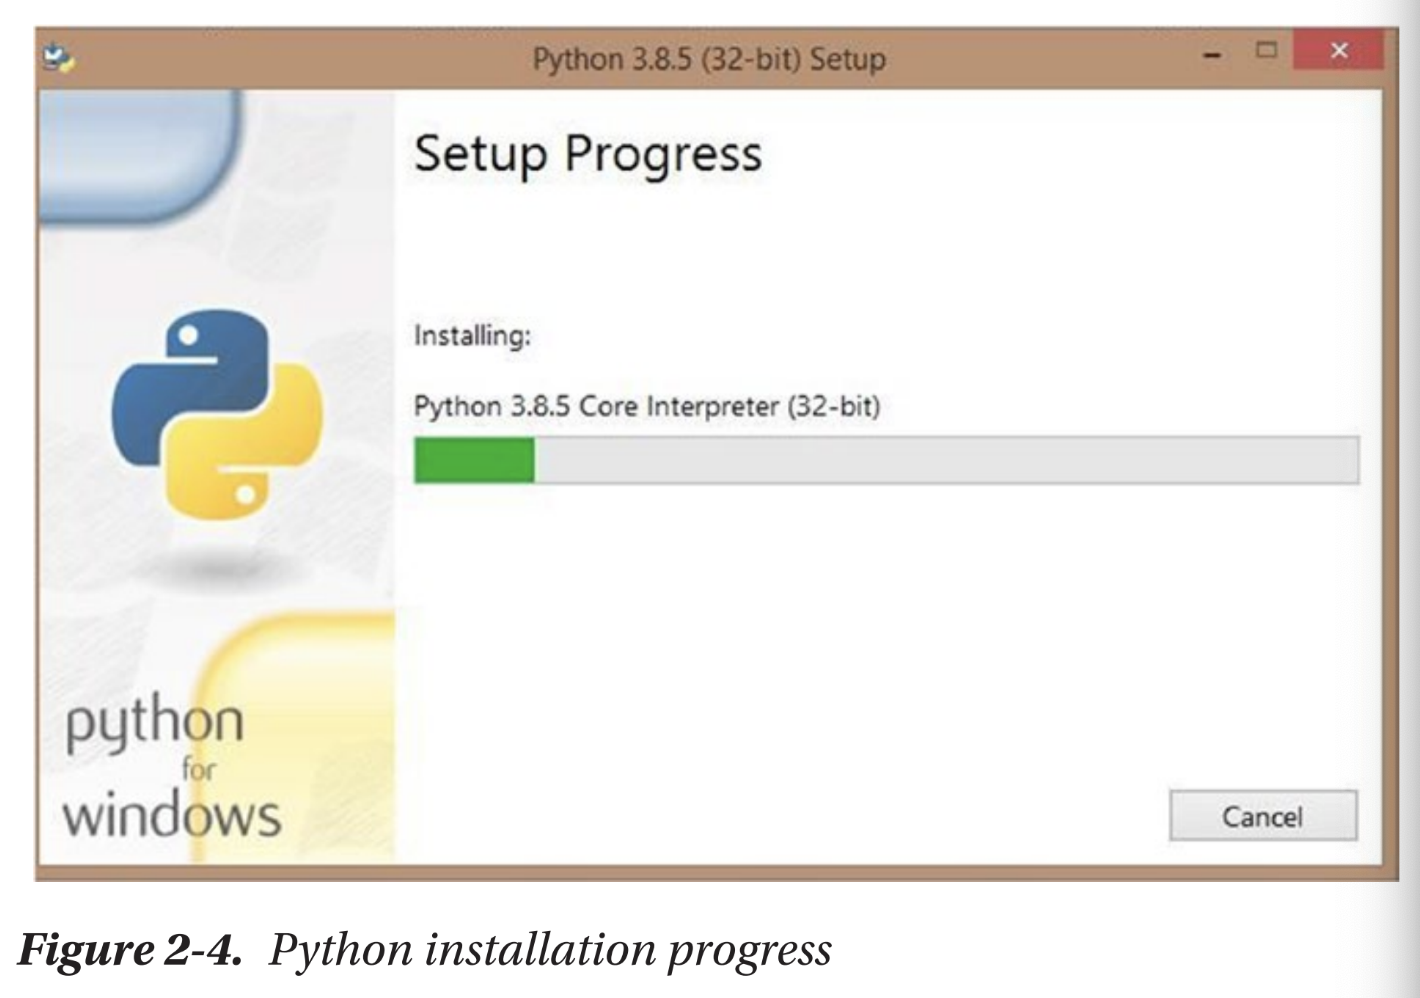 Python 3.8.5 (32-bit) Setup
Setup Progress
Installing:
Python 3.8.5 Core Interpreter (32-bit)
python
for
windows
Cancel
Figure 2-4. Python installation progress